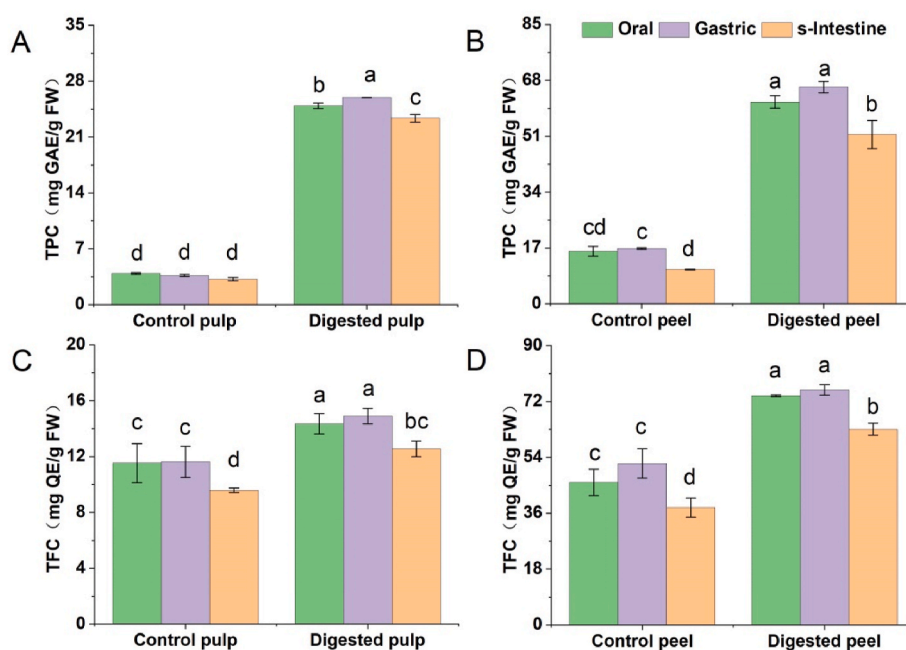 A
TPC（mg GAE/g FW）
35
28
21
14
7
0
d
d
d
b
a
c
Control pulp
Digested pulp
B
Oral
Gastric
s-Intestine
TPC（mg GAE/g FW）
85
68
51
34
17
0
cd
c
d
a
a
b
Control peel
Digested peel
C
TFC（mg QE/g FW）
20
16
12
8
4
0
c
c
d
a
a
bc
Control pulp
Digested pulp
D
TFC（mg QE/g FW）
90
72
54
36
18
0
c
c
d
a
a
b
Control peel
Digested peel